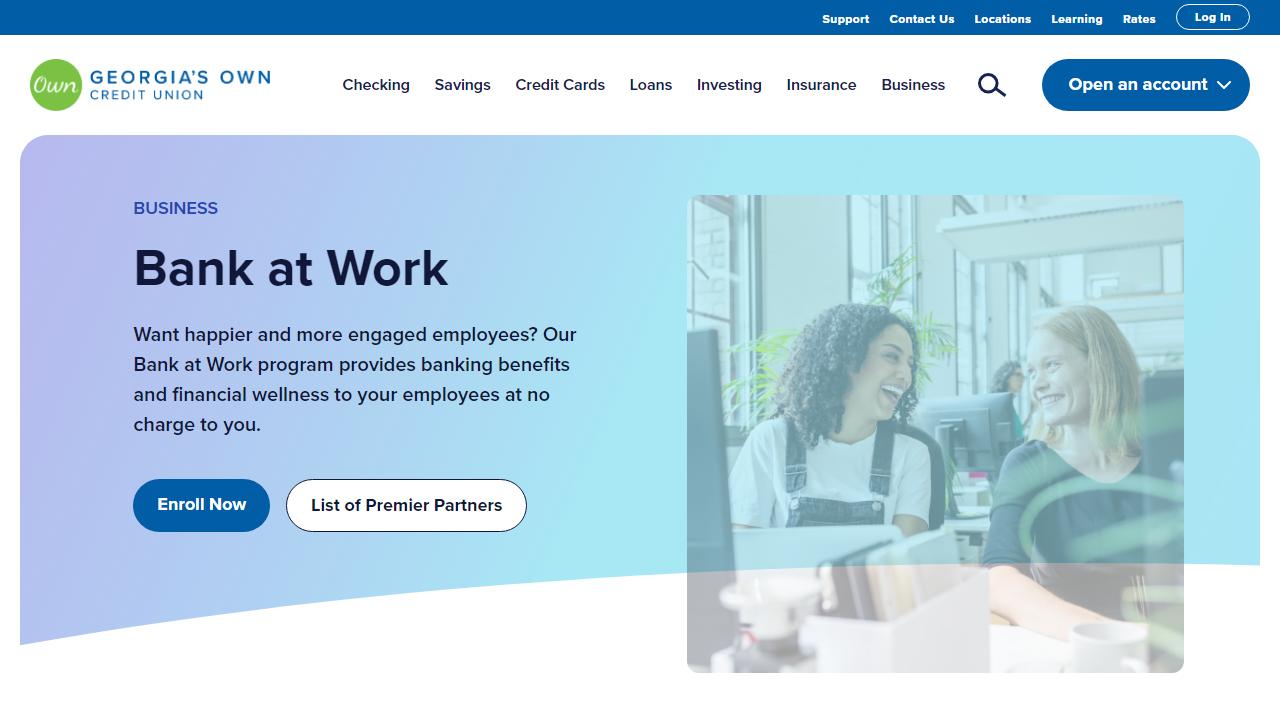 Support Contact Us Locations Learning Rates Log In
Own GEORGIA'S OWN
CREDIT UNION
Checking Savings Credit Cards Loans Investing Insurance Business Open an account
BUSINESS
Bank at Work
Want happier and more engaged employees? Our
Bank at Work program provides banking benefits
and financial wellness to your employees at no
charge to you.
Enroll Now List of Premier Partners